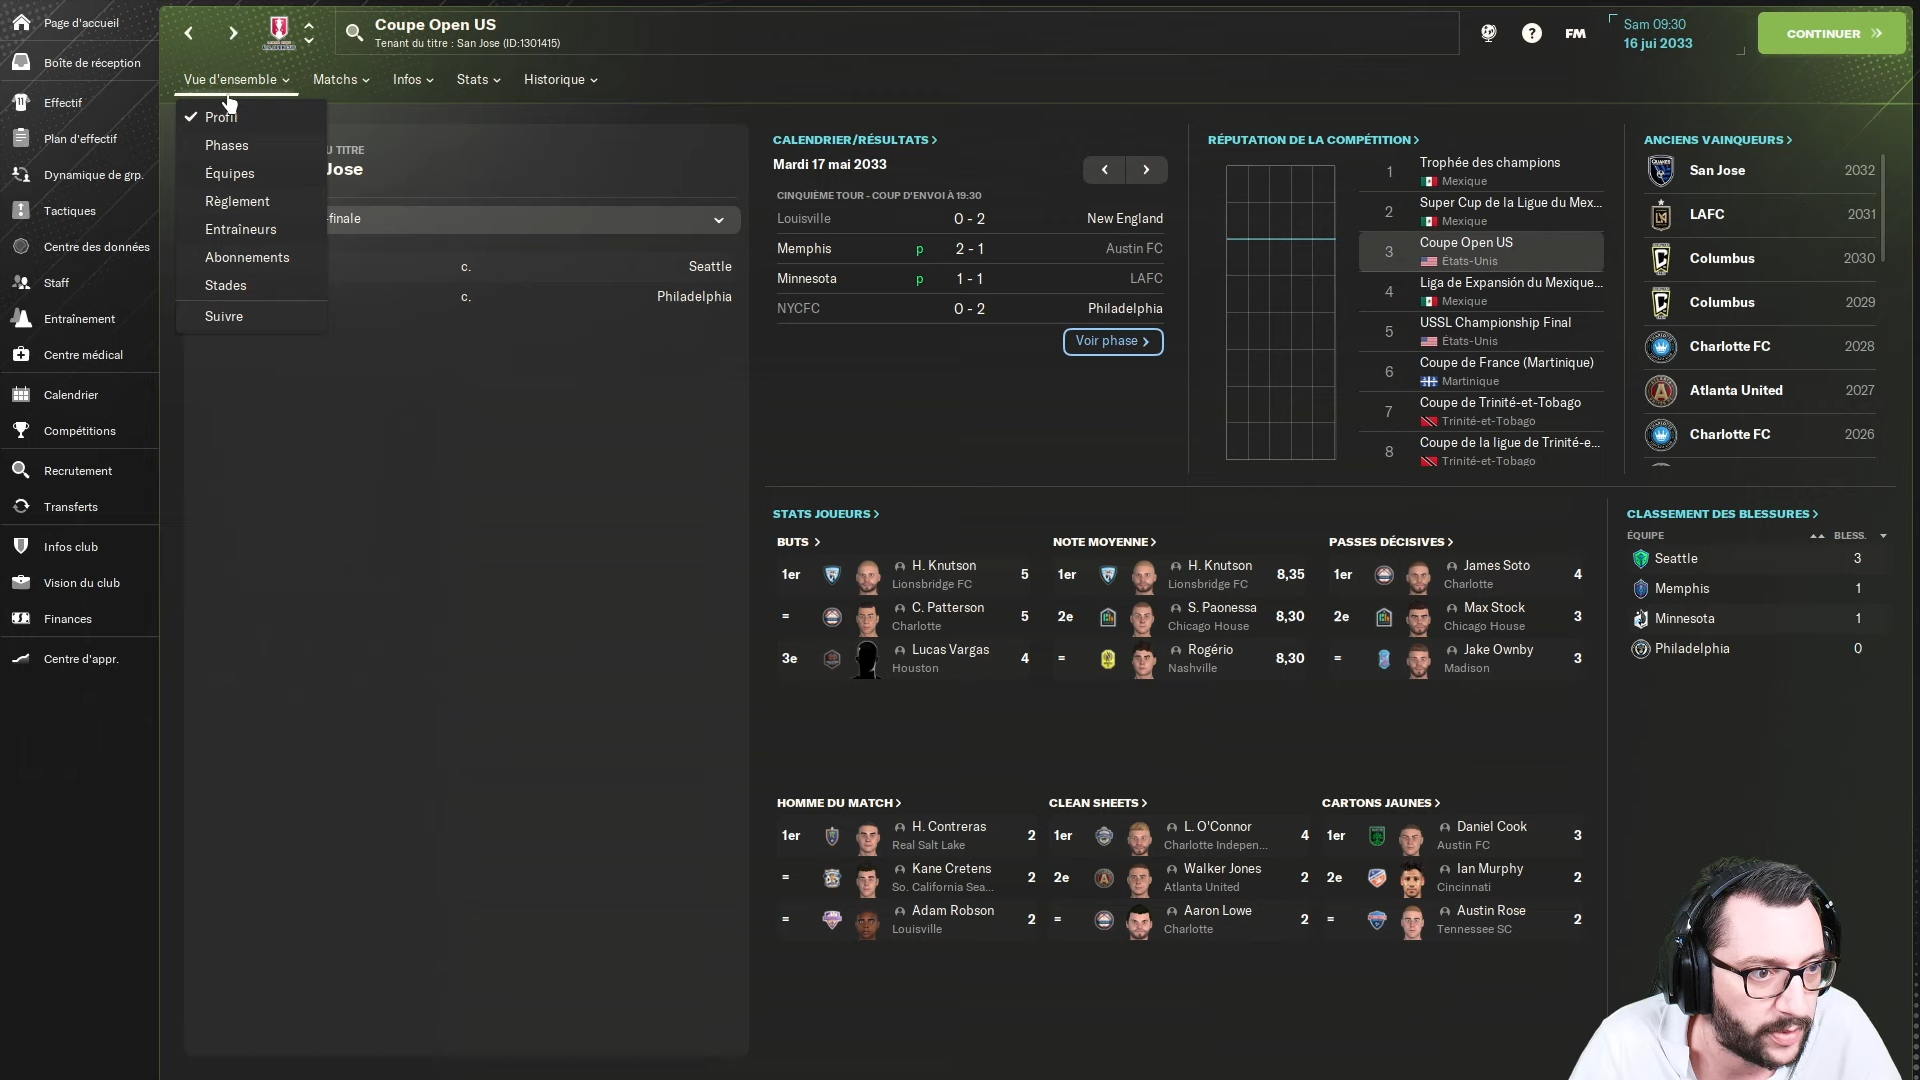 Page d'accueil
Boîte de réception
Effectif
Plan d'effectif
Dynamique de grp.
Tactiques
Centre des données
Staff
Entraînement
Centre médical
Calendrier
Compétitions
Recrutement
Transferts
Infos club
Vision du club
Finances
Centre d'appr.
Coupe Open US
Tenant du titre : San Jose (ID:1301415)
FM
Sam 09:30
16 jui 2033
CONTINUER
Vue d'ensemble
Matchs
Infos
Stats
Historique
Profil
Phases
Équipes
Règlement
Entraîneurs
Abonnements
Stades
Suivre
U TITRE
Jose
-finale
c. Seattle
c. Philadelphia
CALENDRIER/RÉSULTATS
Mardi 17 mai 2033
CINQUIÈME TOUR - COUP D'ENVOI À 19:30
Louisville 0 - 2 New England
Memphis p 2 - 1 Austin FC
Minnesota p 1 - 1 LAFC
NYCFC 0 - 2 Philadelphia
Voir phase
RÉPUTATION DE LA COMPÉTITION
1 Trophée des champions
Mexique
2 Super Cup de la Ligue du Mex...
Mexique
3 Coupe Open US
États-Unis
4 Liga de Expansión du Mexique...
Mexique
5 USSL Championship Final
États-Unis
6 Coupe de France (Martinique)
Martinique
7 Coupe de Trinité-et-Tobago
Trinité-et-Tobago
8 Coupe de la ligue de Trinité-e...
Trinité-et-Tobago
ANCIENS VAINQUEURS
San Jose 2032
LAFC 2031
Columbus 2030
Columbus 2029
Charlotte FC 2028
Atlanta United 2027
Charlotte FC 2026
STATS JOUEURS
BUTS
1er H. Knutson 5
Lionsbridge FC
= C. Patterson 5
Charlotte
3e Lucas Vargas 4
Houston
NOTE MOYENNE
1er H. Knutson 8,35
Lionsbridge FC
2e S. Paonessa 8,30
Chicago House
= Rogério 8,30
Nashville
PASSES DÉCISIVES
1er James Soto 4
Charlotte
2e Max Stock 3
Chicago House
= Jake Ownby 3
Madison
CLASSEMENT DES BLESSURES
ÉQUIPE BLESS.
Seattle 3
Memphis 1
Minnesota 1
Philadelphia 0
HOMME DU MATCH
1er H. Contreras 2
Real Salt Lake
= Kane Cretens 2
So. California Sea...
= Adam Robson 2
Louisville
CLEAN SHEETS
1er L. O'Connor 4
Charlotte Indepen...
2e Walker Jones 2
Atlanta United
= Aaron Lowe 2
Charlotte
CARTONS JAUNES
1er Daniel Cook 3
Austin FC
2e Ian Murphy 2
Cincinnati
= Austin Rose 2
Tennessee SC